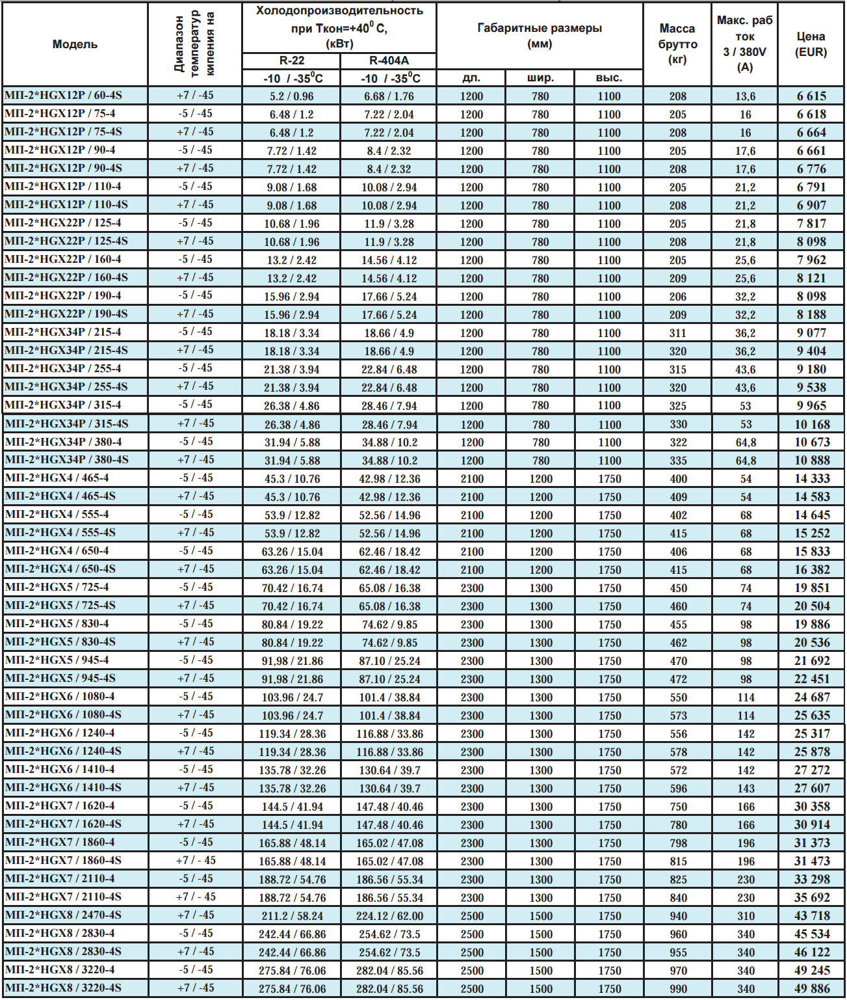 Модель
Диапазон
температур
кипения на
Холодопроизводительность
при Ткон=+40⁰ С,
(кВт)
Габаритные размеры
(мм)
Масса
брутто
(кг)
Макс. раб
ток
3 / 380V
(А)
Цена
(EUR)
R-22 R-404A
-10 / -35⁰С -10 / -35⁰С дл. шир. выс.
МП-2*HGX12P / 60-4S +7 / -45 5.2 / 0.96 6.68 / 1.76 1200 780 1100 208 13,6 6 615
МП-2*HGX12P / 75-4 -5 / -45 6.48 / 1.2 7.22 / 2.04 1200 780 1100 205 16 6 618
МП-2*HGX12P / 75-4S +7 / -45 6.48 / 1.2 7.22 / 2.04 1200 780 1100 208 16 6 664
МП-2*HGX12P / 90-4 -5 / -45 7.72 / 1.42 8.4 / 2.32 1200 780 1100 205 17,6 6 661
МП-2*HGX12P / 90-4S +7 / -45 7.72 / 1.42 8.4 / 2.32 1200 780 1100 208 17,6 6 776
МП-2*HGX12P / 110-4 -5 / -45 9.08 / 1.68 10.08 / 2.94 1200 780 1100 205 21,2 6 791
МП-2*HGX12P / 110-4S +7 / -45 9.08 / 1.68 10.08 / 2.94 1200 780 1100 208 21,2 6 907
МП-2*HGX22P / 125-4 -5 / -45 10.68 / 1.96 11.9 / 3.28 1200 780 1100 205 21,8 7 817
МП-2*HGX22P / 125-4S +7 / -45 10.68 / 1.96 11.9 / 3.28 1200 780 1100 208 21,8 8 098
МП-2*HGX22P / 160-4 -5 / -45 13.2 / 2.42 14.56 / 4.12 1200 780 1100 205 25,6 7 962
МП-2*HGX22P / 160-4S +7 / -45 13.2 / 2.42 14.56 / 4.12 1200 780 1100 209 25,6 8 121
МП-2*HGX22P / 190-4 -5 / -45 15.96 / 2.94 17.66 / 5.24 1200 780 1100 206 32,2 8 098
МП-2*HGX22P / 190-4S +7 / -45 15.96 / 2.94 17.66 / 5.24 1200 780 1100 209 32,2 8 188
МП-2*HGX34P / 215-4 -5 / -45 18.18 / 3.34 18.66 / 4.9 1200 780 1100 311 36,2 9 077
МП-2*HGX34P / 215-4S +7 / -45 18.18 / 3.34 18.66 / 4.9 1200 780 1100 320 36,2 9 404
МП-2*HGX34P / 255-4 -5 / -45 21.38 / 3.94 22.84 / 6.48 1200 780 1100 315 43,6 9 180
МП-2*HGX34P / 255-4S +7 / -45 21.38 / 3.94 22.84 / 6.48 1200 780 1100 320 43,6 9 538
МП-2*HGX34P / 315-4 -5 / -45 26.38 / 4.86 28.46 / 7.94 1200 780 1100 325 53 9 965
МП-2*HGX34P / 315-4S +7 / -45 26.38 / 4.86 28.46 / 7.94 1200 780 1100 330 53 10 168
МП-2*HGX34P / 380-4 -5 / -45 31.94 / 5.88 34.88 / 10.2 1200 780 1100 322 64,8 10 673
МП-2*HGX34P / 380-4S +7 / -45 31.94 / 5.88 34.88 / 10.2 1200 780 1100 335 64,8 10 888
МП-2*HGX4 / 465-4 -5 / -45 45.3 / 10.76 42.98 / 12.36 2100 1200 1750 400 54 14 333
МП-2*HGX4 / 465-4S +7 / -45 45.3 / 10.76 42.98 / 12.36 2100 1200 1750 409 54 14 583
МП-2*HGX4 / 555-4 -5 / -45 53.9 / 12.82 52.56 / 14.96 2100 1200 1750 402 68 14 645
МП-2*HGX4 / 555-4S +7 / -45 53.9 / 12.82 52.56 / 14.96 2100 1200 1750 415 68 15 252
МП-2*HGX4 / 650-4 -5 / -45 63.26 / 15.04 62.46 / 18.42 2100 1200 1750 406 68 15 833
МП-2*HGX4 / 650-4S +7 / -45 63.26 / 15.04 62.46 / 18.42 2100 1200 1750 415 68 16 382
МП-2*HGX5 / 725-4 -5 / -45 70.42 / 16.74 65.08 / 16.38 2300 1300 1750 450 74 19 851
МП-2*HGX5 / 725-4S +7 / -45 70.42 / 16.74 65.08 / 16.38 2300 1300 1750 460 74 20 504
МП-2*HGX5 / 830-4 -5 / -45 80.84 / 19.22 74.62 / 9.85 2300 1300 1750 455 98 19 886
МП-2*HGX5 / 830-4S +7 / -45 80.84 / 19.22 74.62 / 9.85 2300 1300 1750 462 98 20 536
МП-2*HGX5 / 945-4 -5 / -45 91,98 / 21.86 87.10 / 25.24 2300 1300 1750 470 98 21 692
МП-2*HGX5 / 945-4S +7 / -45 91,98 / 21.86 87.10 / 25.24 2300 1300 1750 472 98 22 451
МП-2*HGX6 / 1080-4 -5 / -45 103.96 / 24.7 101.4 / 38.84 2300 1300 1750 550 114 24 687
МП-2*HGX6 / 1080-4S +7 / -45 103.96 / 24.7 101.4 / 38.84 2300 1300 1750 573 114 25 635
МП-2*HGX6 / 1240-4 -5 / -45 119.34 / 28.36 116.88 / 33.86 2300 1300 1750 556 142 25 317
МП-2*HGX6 / 1240-4S +7 / -45 119.34 / 28.36 116.88 / 33.86 2300 1300 1750 578 142 25 878
МП-2*HGX6 / 1410-4 -5 / -45 135.78 / 32.26 130.64 / 39.7 2300 1300 1750 572 142 27 272
МП-2*HGX6 / 1410-4S +7 / -45 135.78 / 32.26 130.64 / 39.7 2300 1300 1750 596 143 27 607
МП-2*HGX7 / 1620-4 -5 / -45 144.5 / 41.94 147.48 / 40.46 2300 1300 1750 750 166 30 358
МП-2*HGX7 / 1620-4S +7 / -45 144.5 / 41.94 147.48 / 40.46 2300 1300 1750 780 166 30 914
МП-2*HGX7 / 1860-4 -5 / -45 165.88 / 48.14 165.02 / 47.08 2300 1300 1750 798 196 31 373
МП-2*HGX7 / 1860-4S +7 / - 45 165.88 / 48.14 165.02 / 47.08 2300 1300 1750 815 196 31 473
МП-2*HGX7 / 2110-4 -5 / -45 188.72 / 54.76 186.56 / 55.34 2300 1300 1750 825 230 33 298
МП-2*HGX7 / 2110-4S +7 / - 45 188.72 / 54.76 186.56 / 55.34 2300 1300 1750 840 230 35 692
МП-2*HGX8 / 2470-4S +7 / -45 211.2 / 58.24 224.12 / 62.00 2500 1500 1750 940 310 43 718
МП-2*HGX8 / 2830-4 -5 / -45 242.44 / 66.86 254.62 / 73.5 2500 1500 1750 960 340 45 534
МП-2*HGX8 / 2830-4S +7 / -45 242.44 / 66.86 254.62 / 73.5 2500 1500 1750 955 340 46 122
МП-2*HGX8 / 3220-4 -5 / -45 275.84 / 76.06 282.04 / 85.56 2500 1500 1750 970 340 49 245
МП-2*HGX8 / 3220-4S +7 / -45 275.84 / 76.06 282.04 / 85.56 2500 1500 1750 990 340 49 886